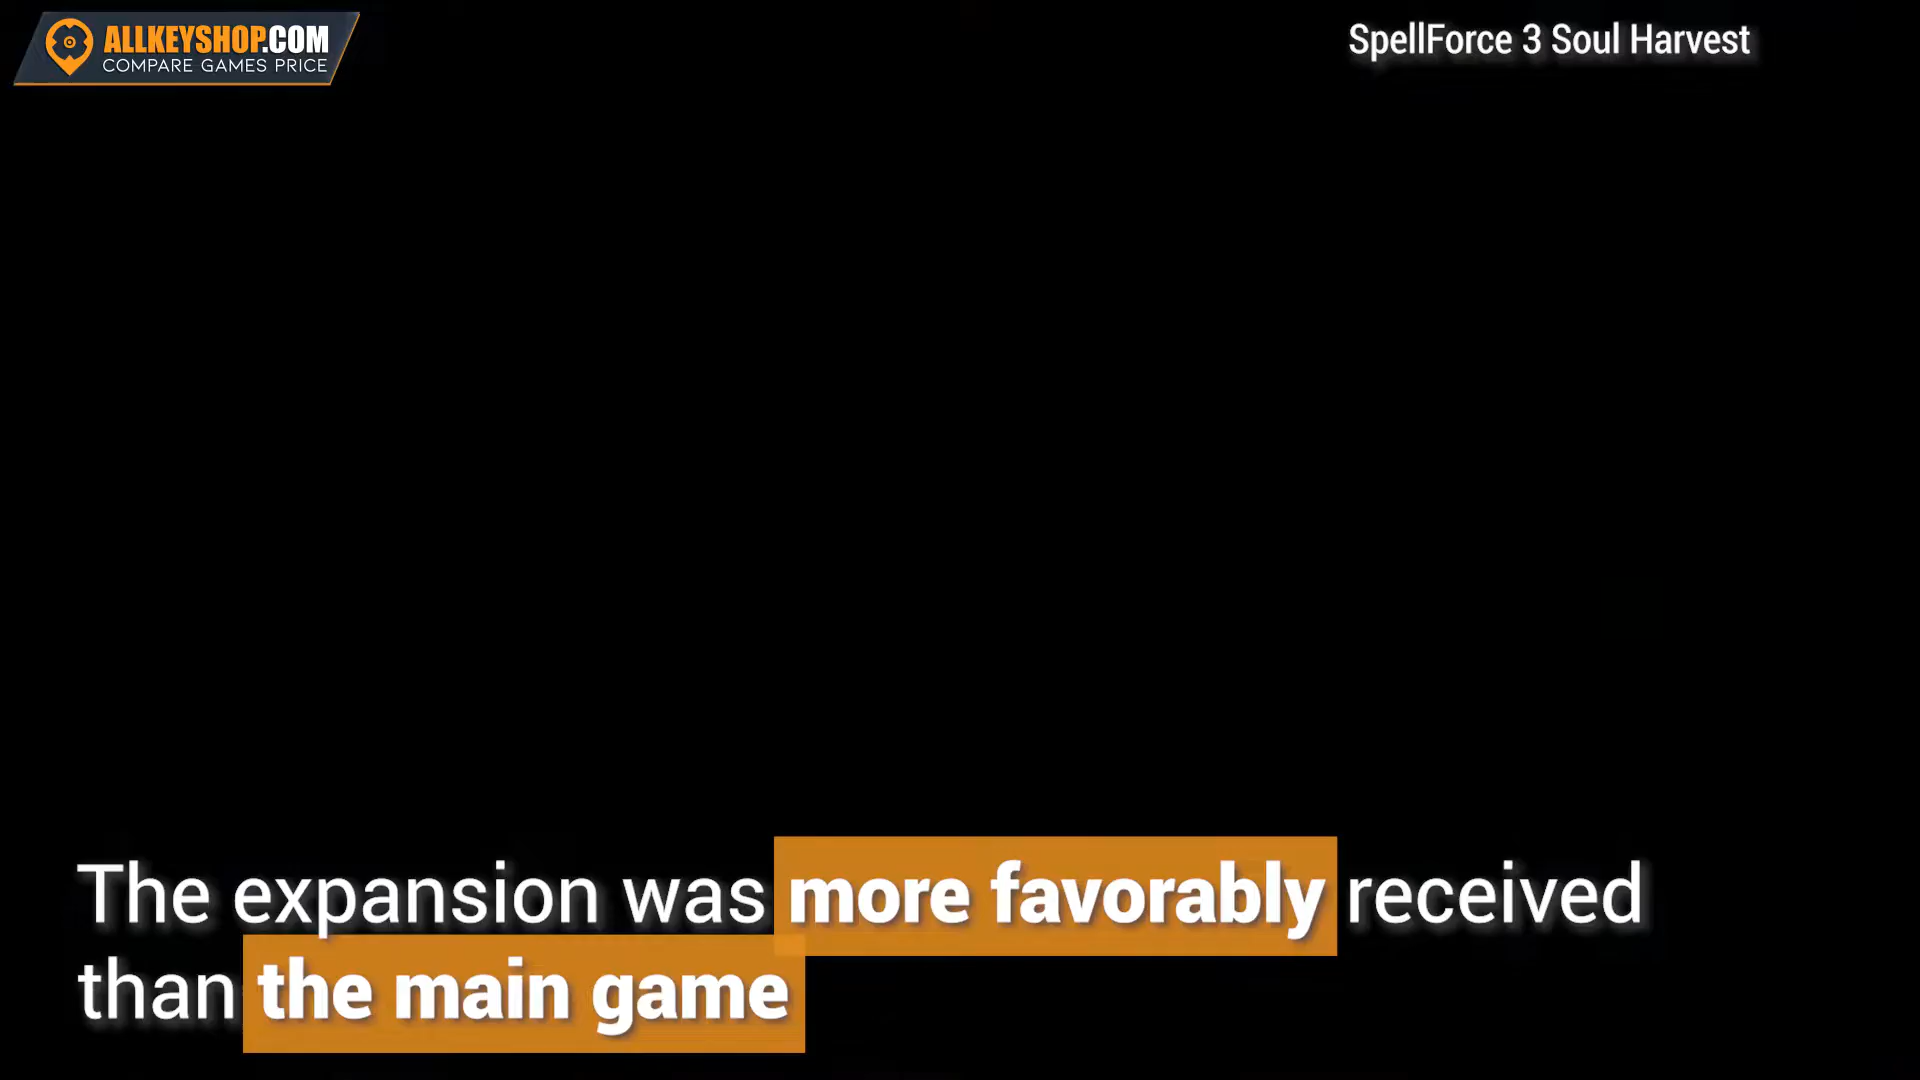 ALLKEYSHOP.COM
COMPARE GAMES PRICE
SpellForce 3 Soul Harvest
The expansion was more favorably received
than the main game